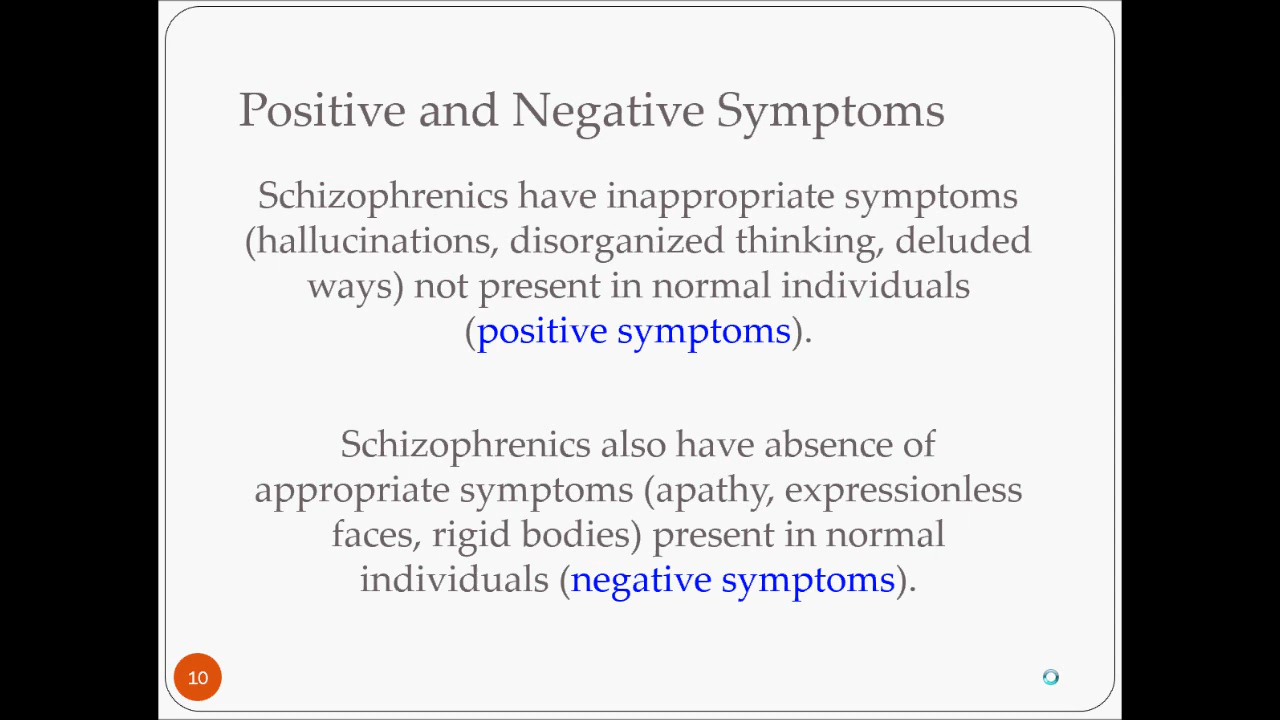 Positive and Negative Symptoms
Schizophrenics have inappropriate symptoms
(hallucinations, disorganized thinking, deluded
ways) not present in normal individuals
(positive symptoms).
Schizophrenics also have absence of
appropriate symptoms (apathy, expressionless
faces, rigid bodies) present in normal
individuals (negative symptoms).
10